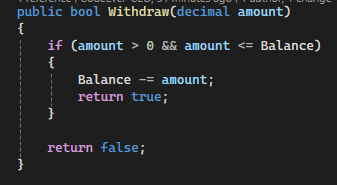 public bool Withdraw(decimal amount)
{
    if (amount > 0 && amount <= Balance)
    {
        Balance -= amount;
        return true;
    }

    return false;
}